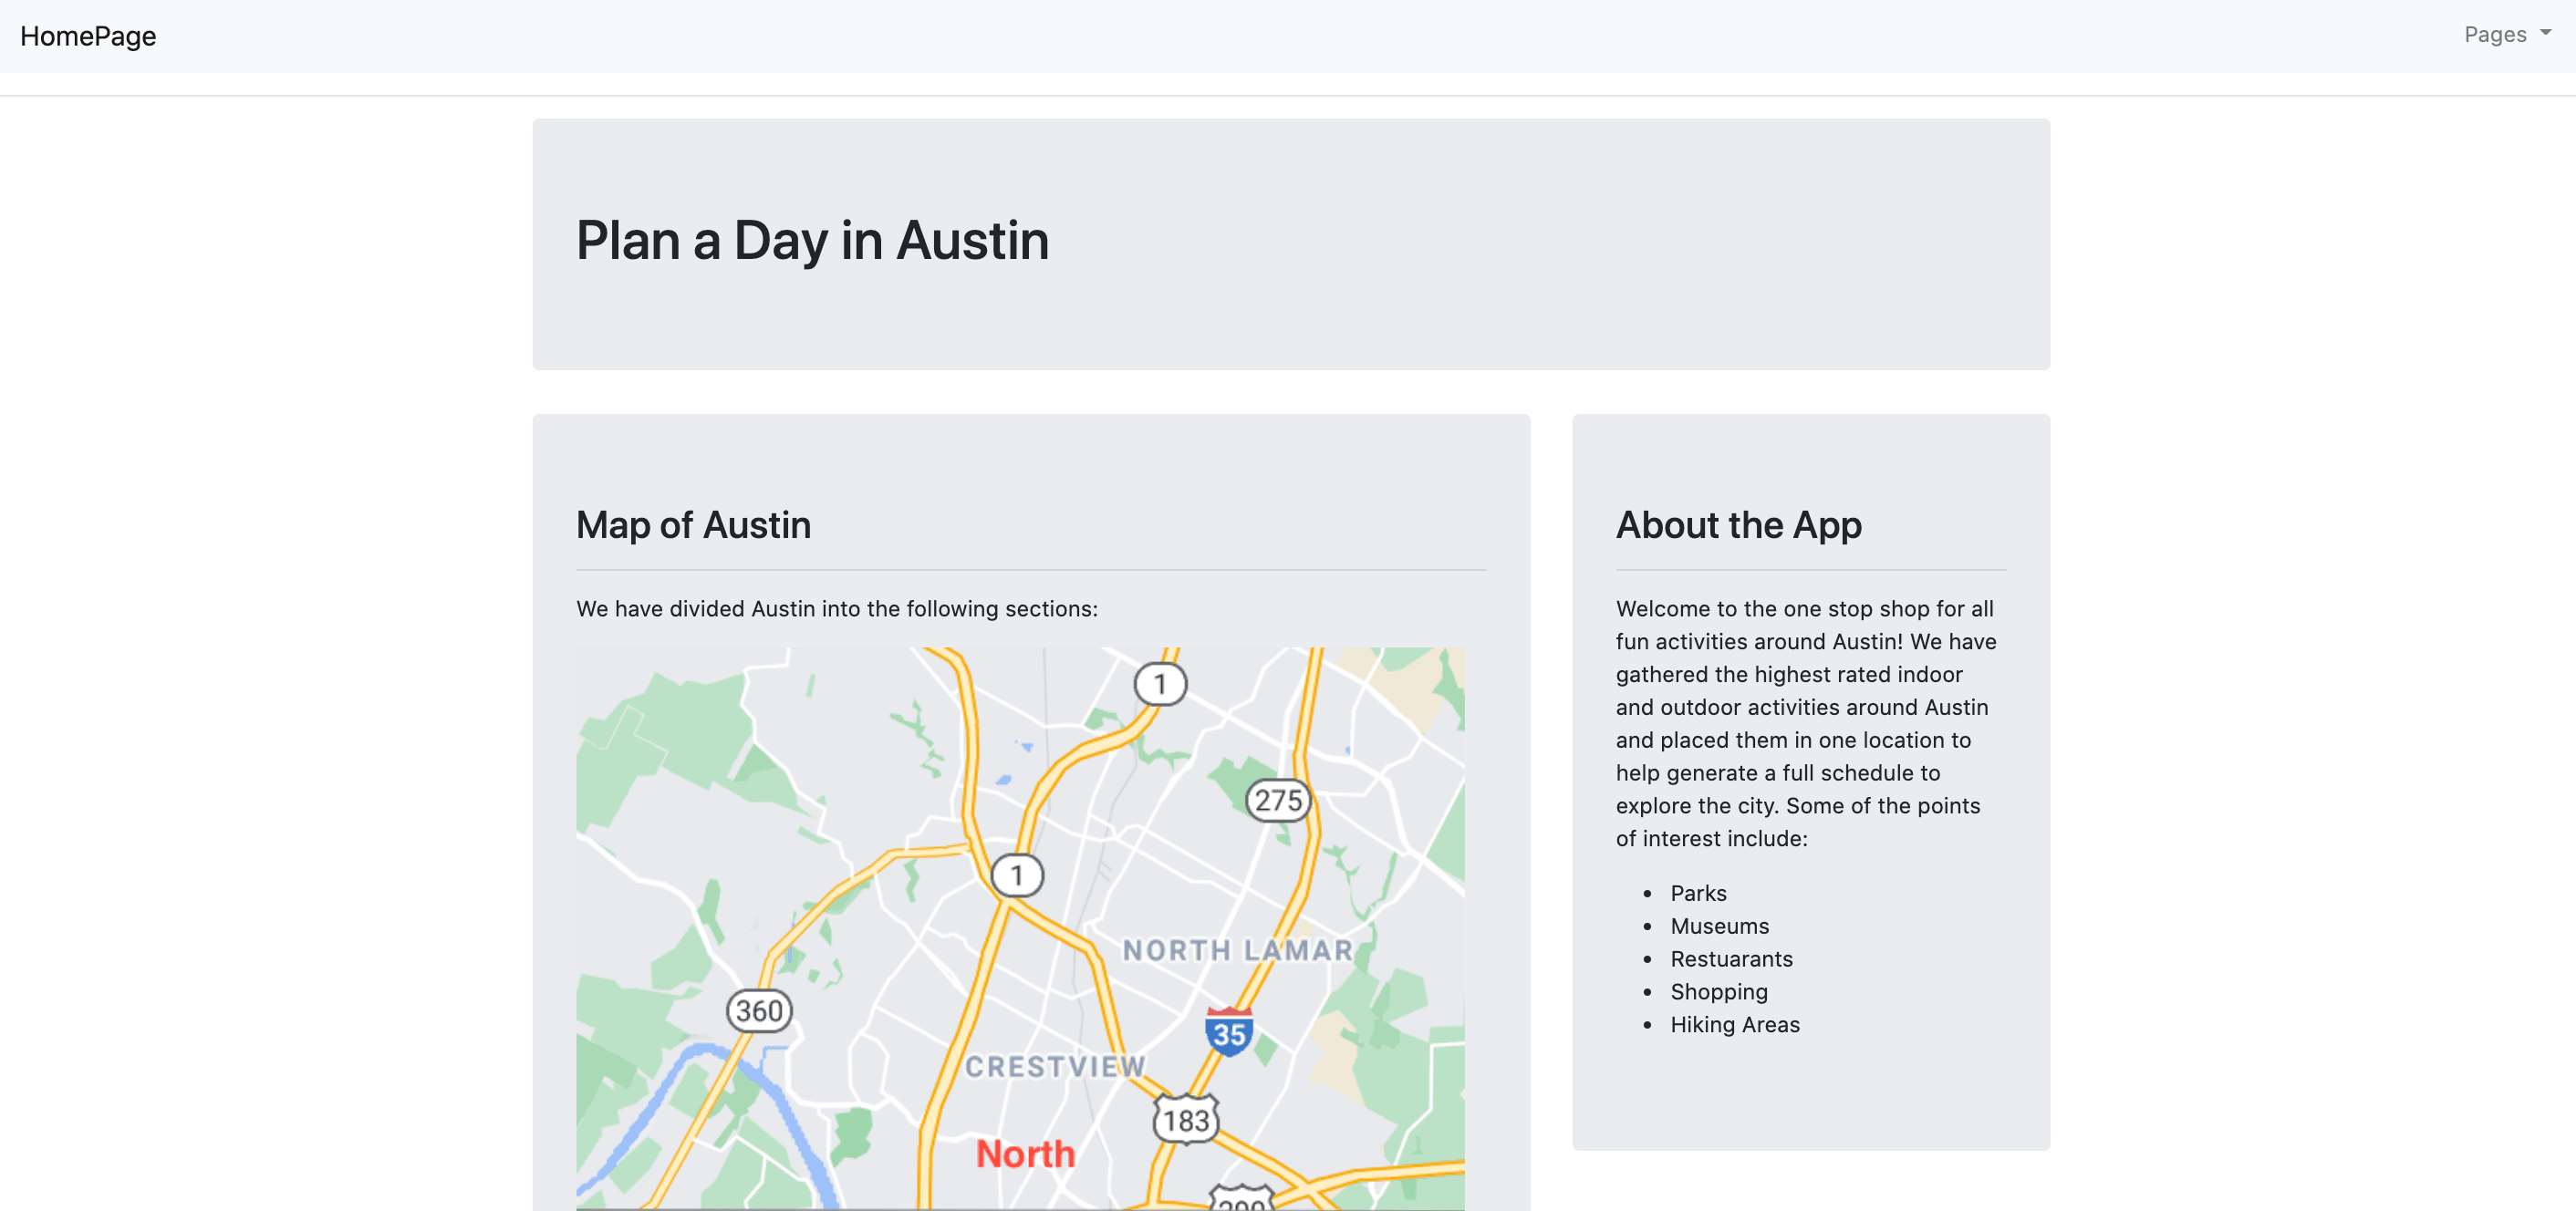 HomePage
Pages
Plan a Day in Austin
Map of Austin
We have divided Austin into the following sections:
1
275
1
NORTH LAMAR
360
35
CRESTVIEW
183
North
290
About the App
Welcome to the one stop shop for all
fun activities around Austin! We have
gathered the highest rated indoor
and outdoor activities around Austin
and placed them in one location to
help generate a full schedule to
explore the city. Some of the points
of interest include:
• Parks
• Museums
• Restuarants
• Shopping
• Hiking Areas